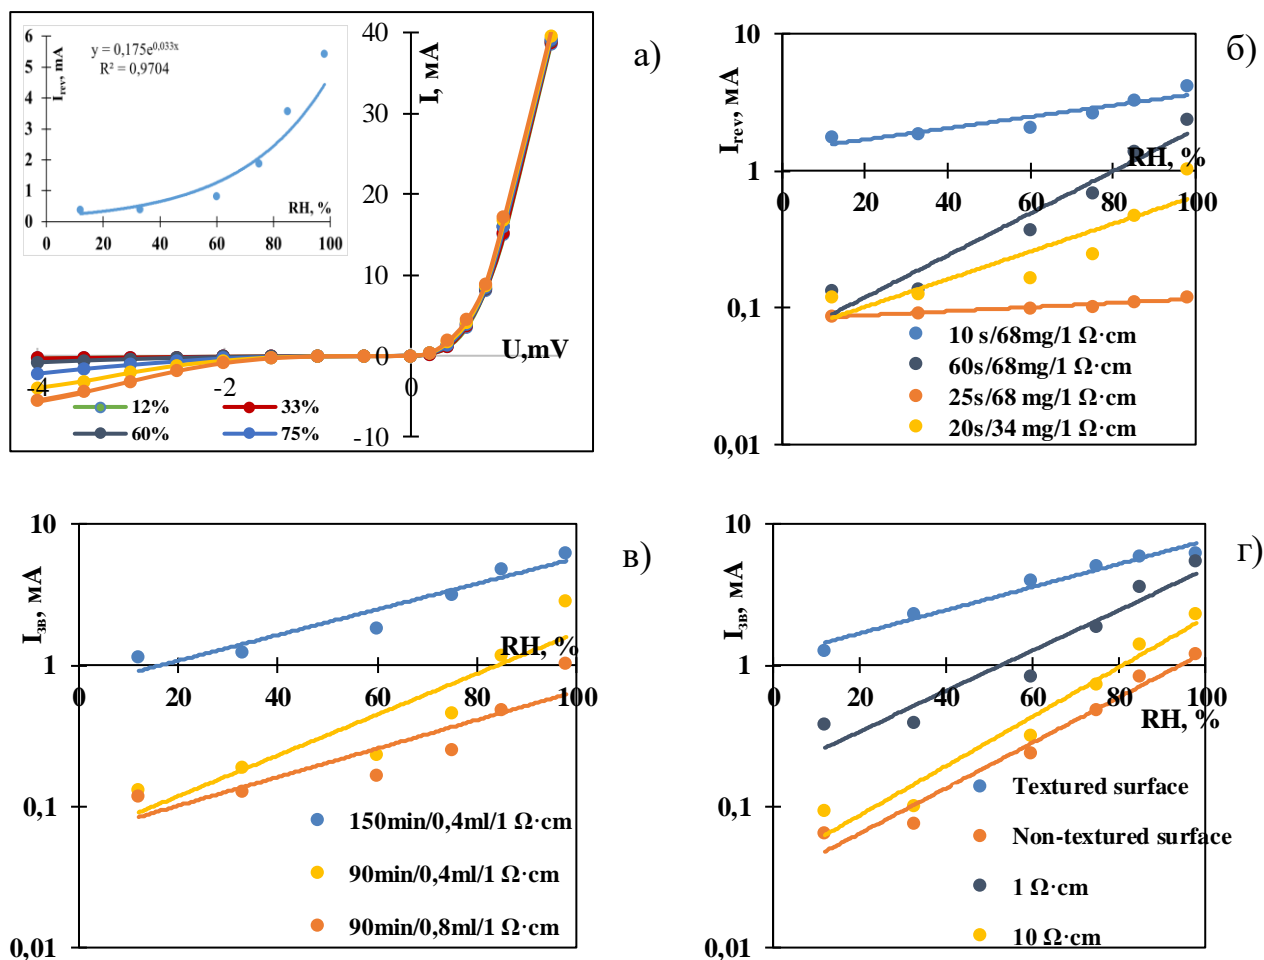 6
5
4
3
2
1
0
I_rev, mA
y = 0,175e^0,033x
R² = 0,9704
RH, %
0
20
40
60
80
100
40
30
20
10
0
-10
I, мА
U,mV
-4
-2
0
12%
33%
60%
75%
а)
10
1
0,1
0,01
I_rev, мА
RH, %
0
20
40
60
80
100
10 s/68mg/1 Ω·cm
60s/68mg/1 Ω·cm
25s/68 mg/1 Ω·cm
20s/34 mg/1 Ω·cm
б)
10
1
0,1
0,01
I_зв, мА
RH, %
0
20
40
60
80
100
150min/0,4ml/1 Ω·cm
90min/0,4ml/1 Ω·cm
90min/0,8ml/1 Ω·cm
в)
10
1
0,1
0,01
I_зв, мА
RH, %
0
20
40
60
80
100
Textured surface
Non-textured surface
1 Ω·cm
10 Ω·cm
г)